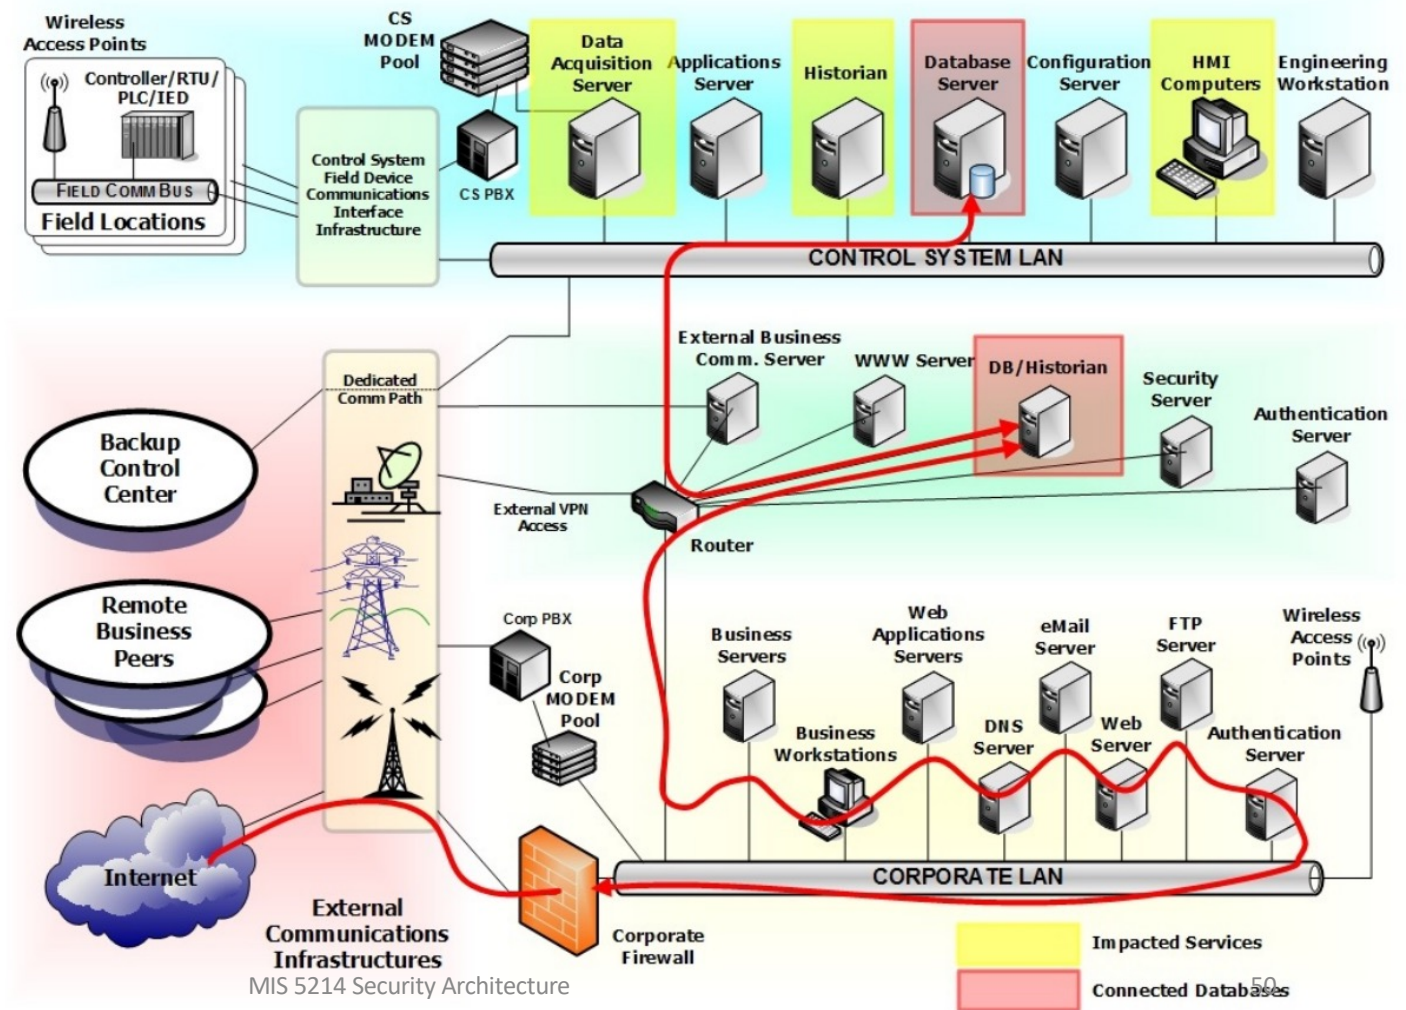 Wireless
Access Points
Controller/RTU/
PLC/IED
FIELD COMM BUS
Field Locations
Control System
Field Device
Communications
Interface
Infrastructure
CS
MODEM
Pool
CS PBX
Data
Acquisition
Server
Applications
Server
Historian
Database
Server
Configuration
Server
HMI
Computers
Engineering
Workstation
CONTROL SYSTEM LAN
Dedicated
Comm Path
Backup
Control
Center
External Business
Comm. Server
WWW Server
DB/Historian
Security
Server
Authentication
Server
External VPN
Access
Router
Remote
Business
Peers
Corp PBX
Corp
MODEM
Pool
Business
Servers
Business
Workstations
Web
Applications
Servers
DNS
Server
eMail
Server
Web
Server
FTP
Server
Authentication
Server
Wireless
Access
Points
Internet
External
Communications
Infrastructures
Corporate
Firewall
CORPORATE LAN
Impacted Services
Connected Databases
MIS 5214 Security Architecture
50